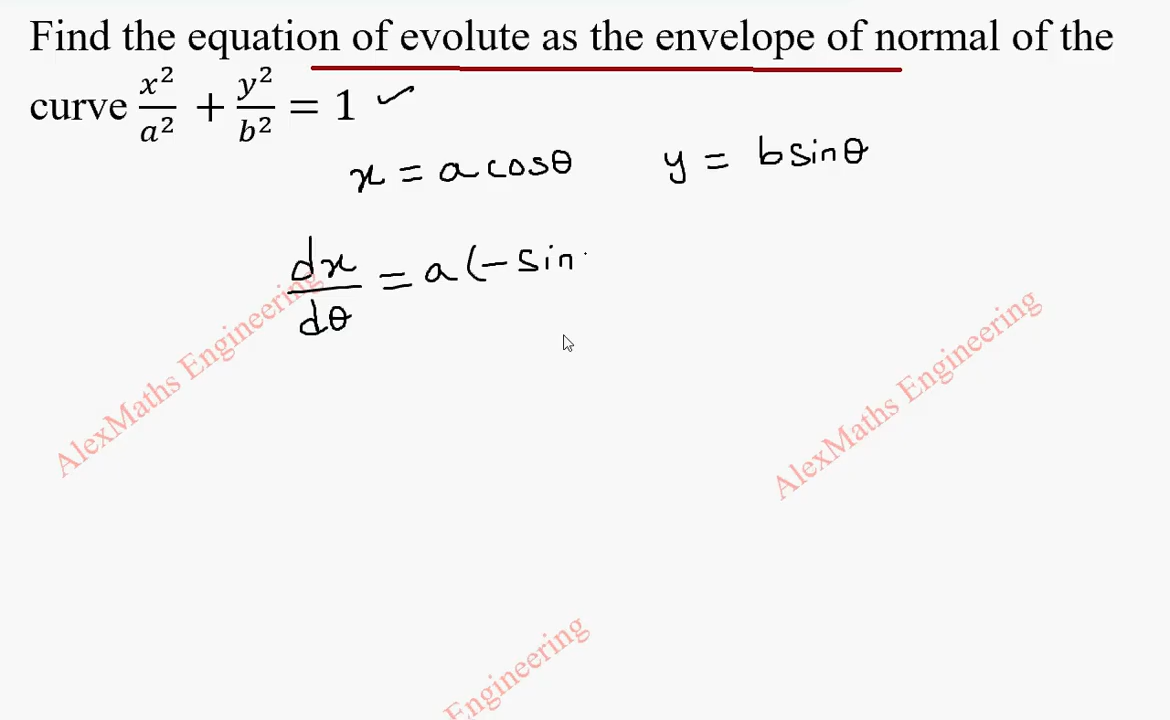 Find the equation of evolute as the envelope of normal of the
curve x²/a² + y²/b² = 1 ✓
x = a cosθ y = b sinθ
dx/dθ = a (− sin
AlexMaths Engineering
AlexMaths Engineering
Engineering